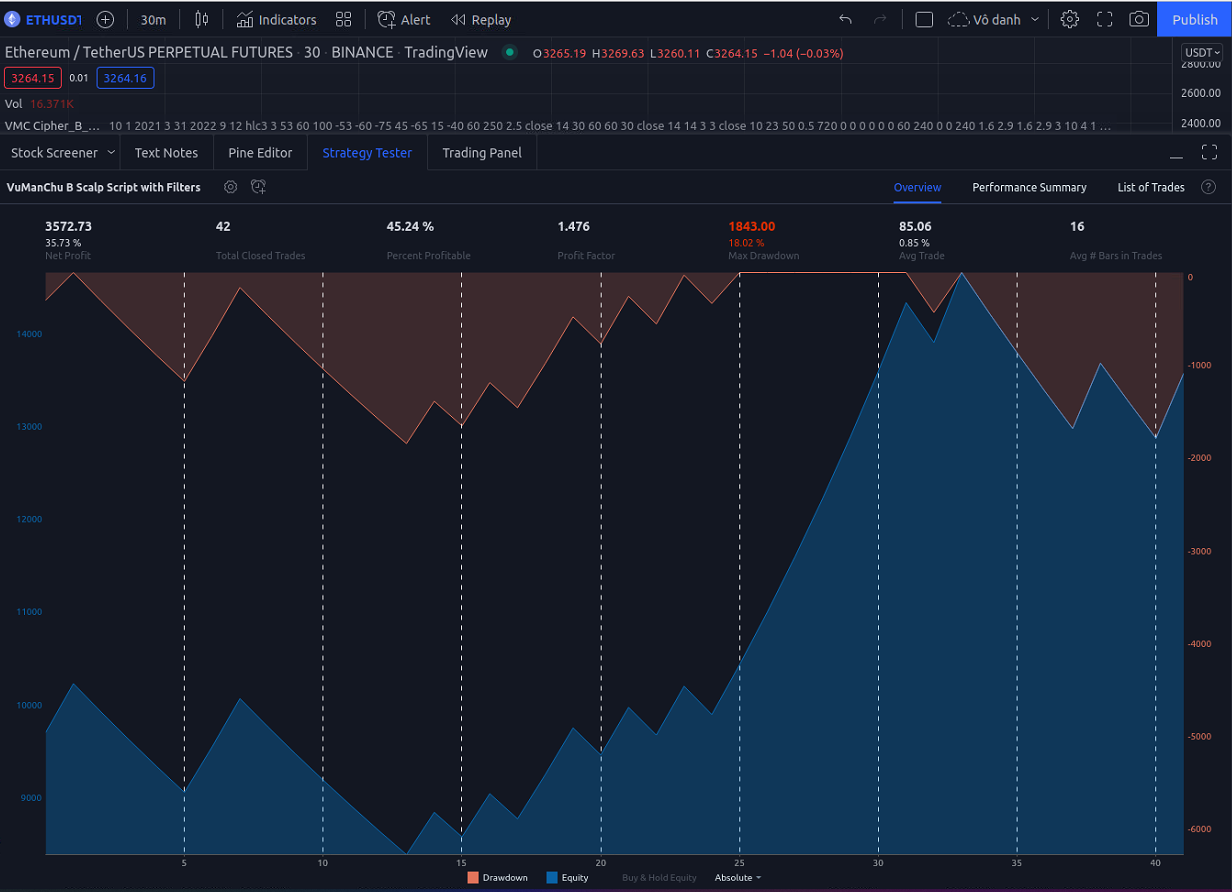 ETHUSDT 30m Indicators Alert Replay Vô danh Publish
Ethereum / TetherUS PERPETUAL FUTURES · 30 · BINANCE · TradingView O3265.19 H3269.63 L3260.11 C3264.15 −1.04 (−0.03%) USDT
3264.15 0.01 3264.16 2800.00
Vol 16.371K 2600.00
VMC Cipher_B_... 10 1 2021 3 31 2022 9 12 hlc3 3 53 60 100 -53 -60 -75 45 -65 15 -40 60 250 2.5 close 14 30 60 60 30 close 14 14 3 3 close 10 23 50 0.5 720 0 0 0 0 0 0 60 240 0 0 240 1.6 2.9 1.6 2.9 3 10 4 1 ... 2400.00
Stock Screener Text Notes Pine Editor Strategy Tester Trading Panel
VuManChu B Scalp Script with Filters Overview Performance Summary List of Trades ?
3572.73 42 45.24 % 1.476 1843.00 85.06 16
35.73 % 18.02 % 0.85 %
Net Profit Total Closed Trades Percent Profitable Profit Factor Max Drawdown Avg Trade Avg # Bars in Trades
0
14000
-1000
13000
-2000
12000
-3000
11000
-4000
10000
-5000
9000
-6000
5 10 15 20 25 30 35 40
Drawdown Equity Buy & Hold Equity Absolute